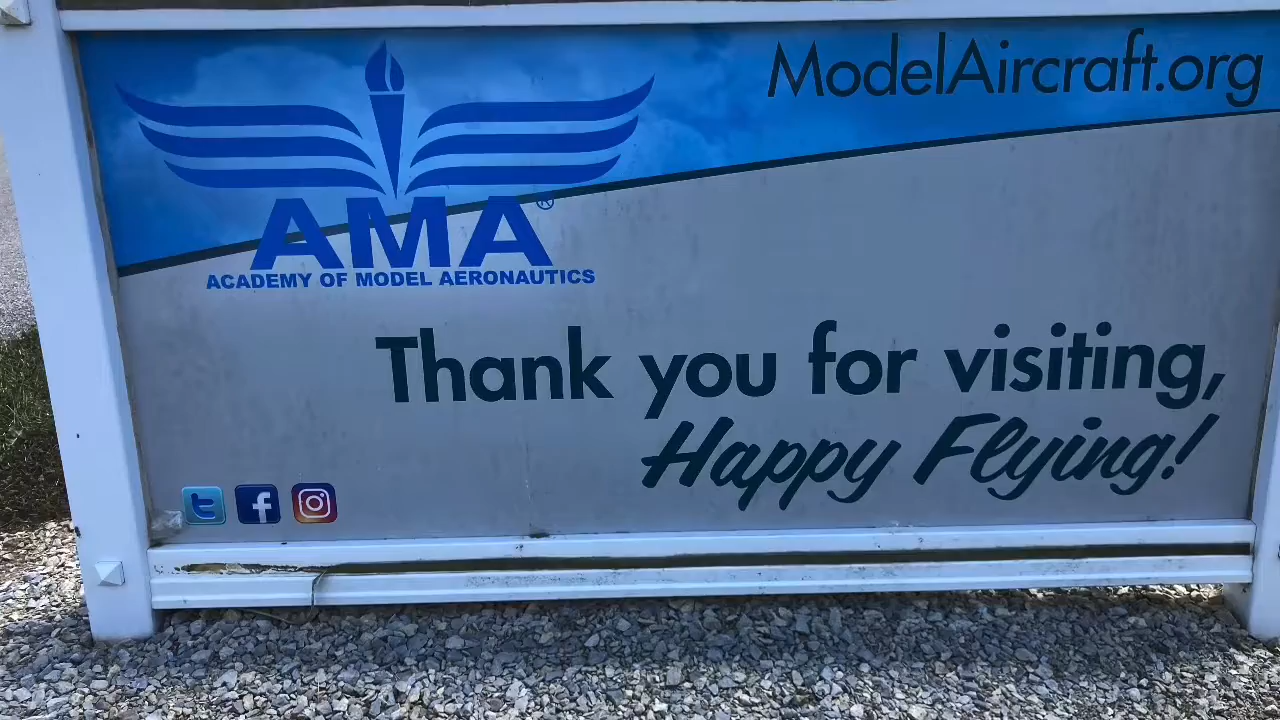 ModelAircraft.org
AMA®
ACADEMY OF MODEL AERONAUTICS
Thank you for visiting,
Happy Flying!